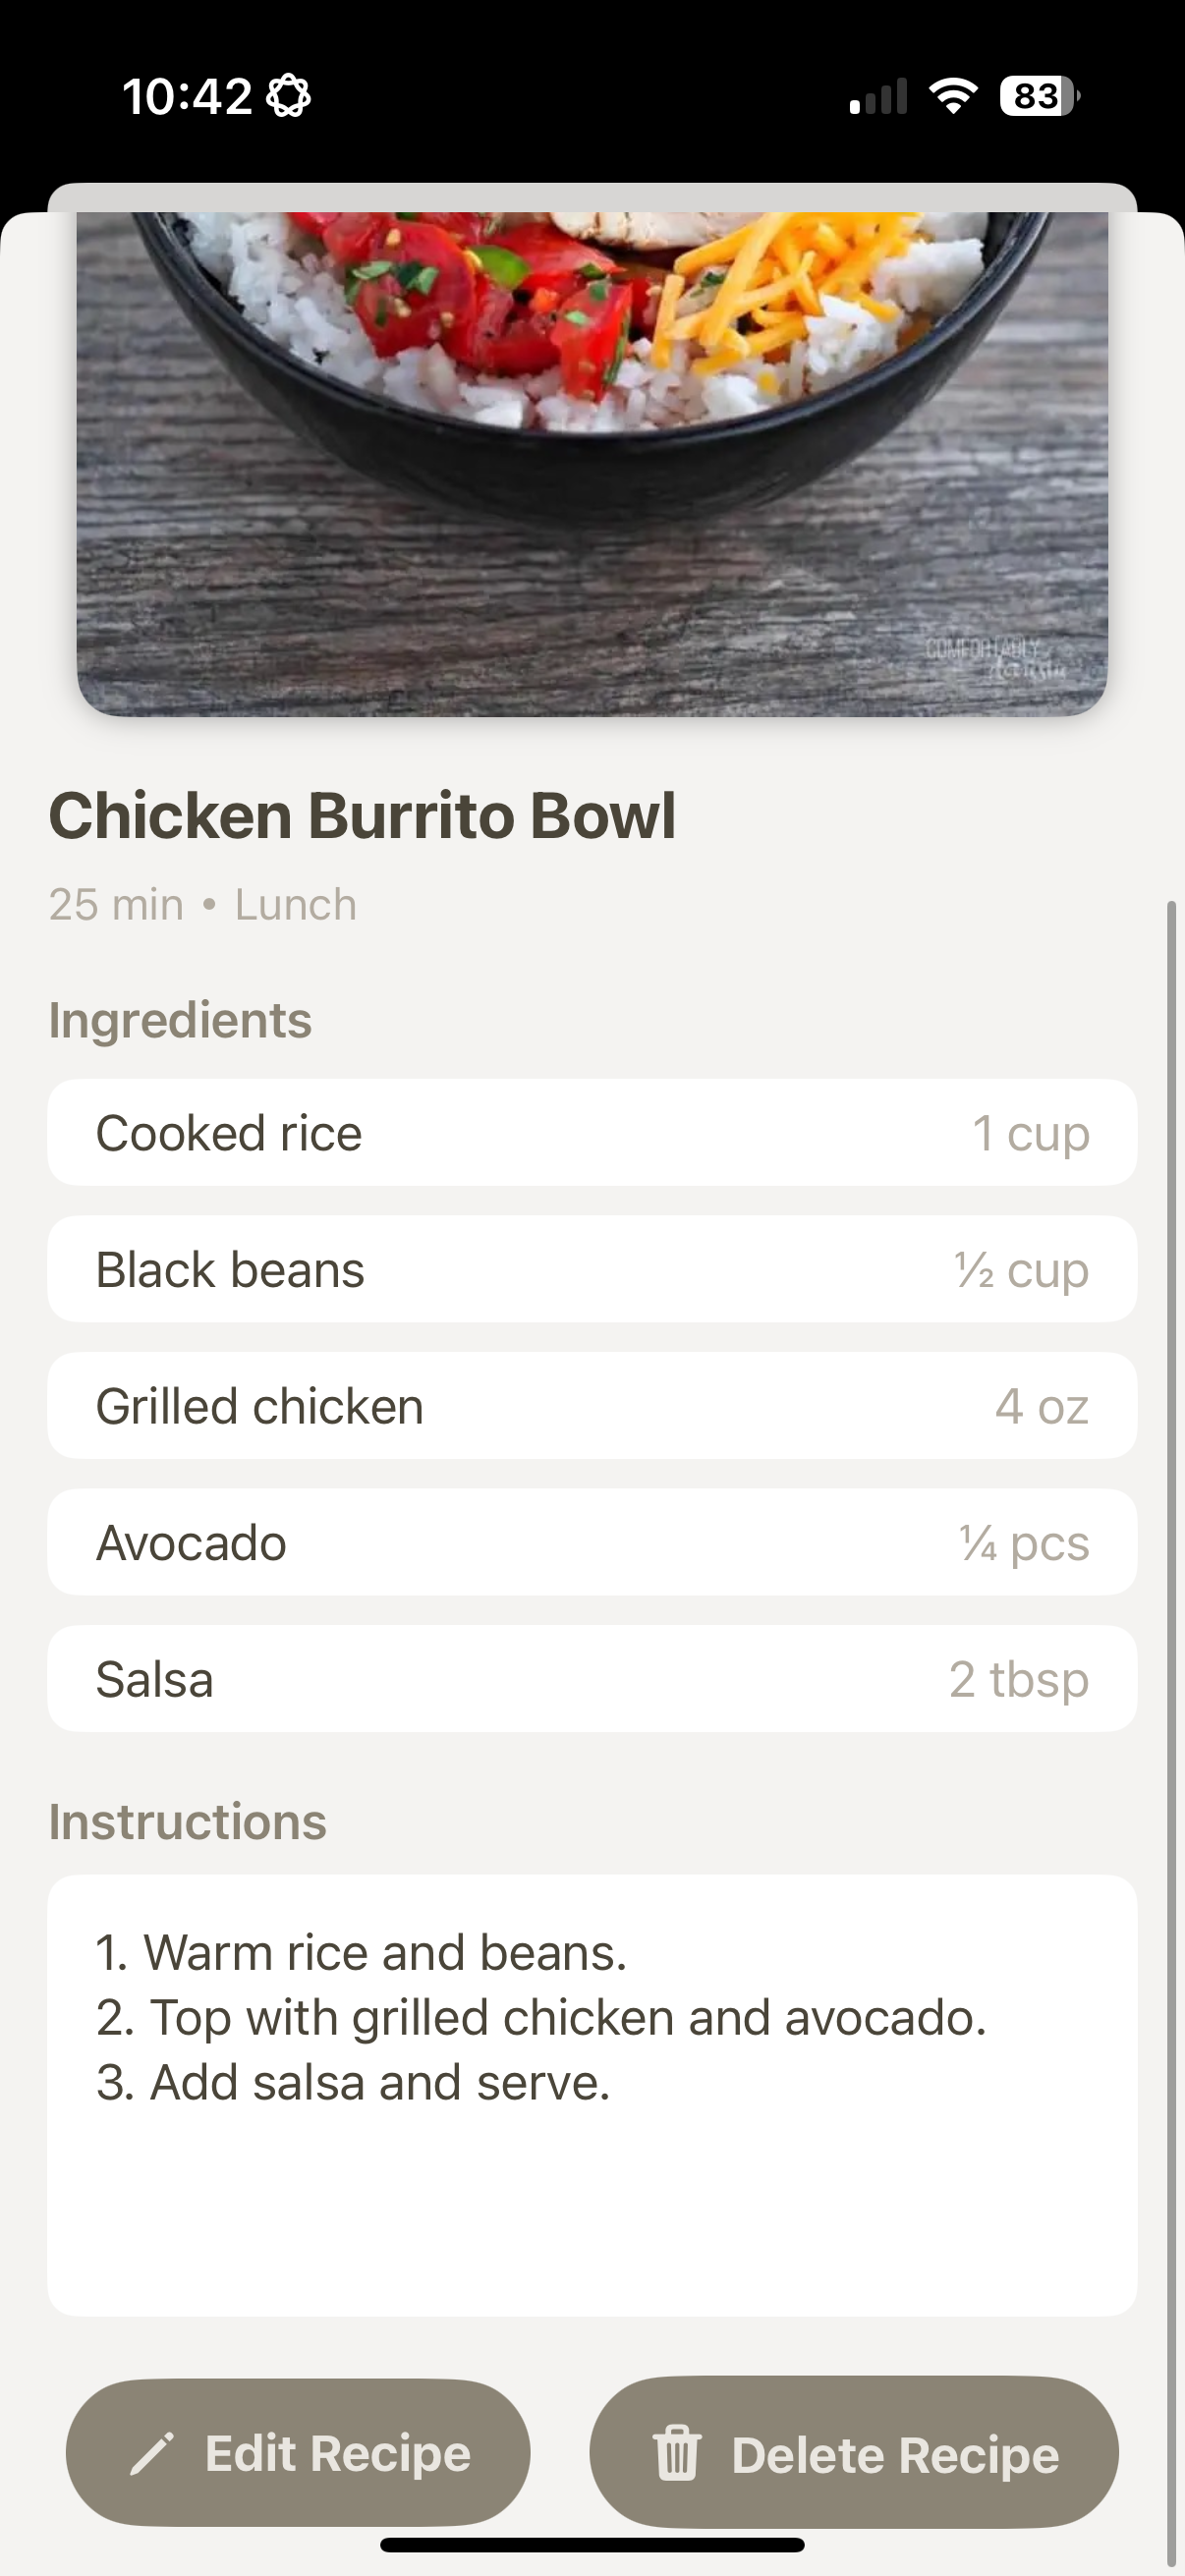 10:42
83
COMFORTABLY
Chicken Burrito Bowl
25 min • Lunch
Ingredients
Cooked rice 1 cup
Black beans ½ cup
Grilled chicken 4 oz
Avocado ¼ pcs
Salsa 2 tbsp
Instructions
1. Warm rice and beans.
2. Top with grilled chicken and avocado.
3. Add salsa and serve.
Edit Recipe Delete Recipe